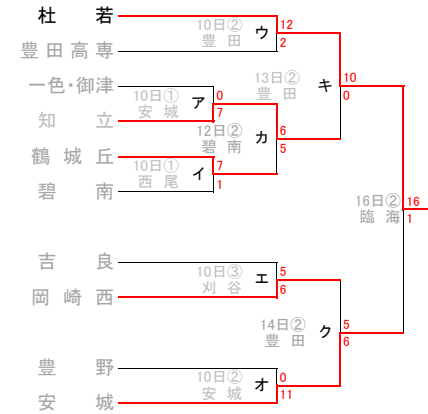 杜 若
10日② 12
豊 田 ウ
豊田高専 2
13日② 10
豊 田 キ
一色・御津 0
10日① 0
安 城 ア
知 立 7
12日② 6
碧 南 カ
5
鶴 城 丘 7
10日①
西 尾 イ
碧 南 1
16日② 16
臨 海 1
吉 良
10日③ 5
刈 谷 エ
岡 崎 西 6
14日② 5
豊 田 ク
6
豊 野
10日② 0
安 城 オ
安 城 11